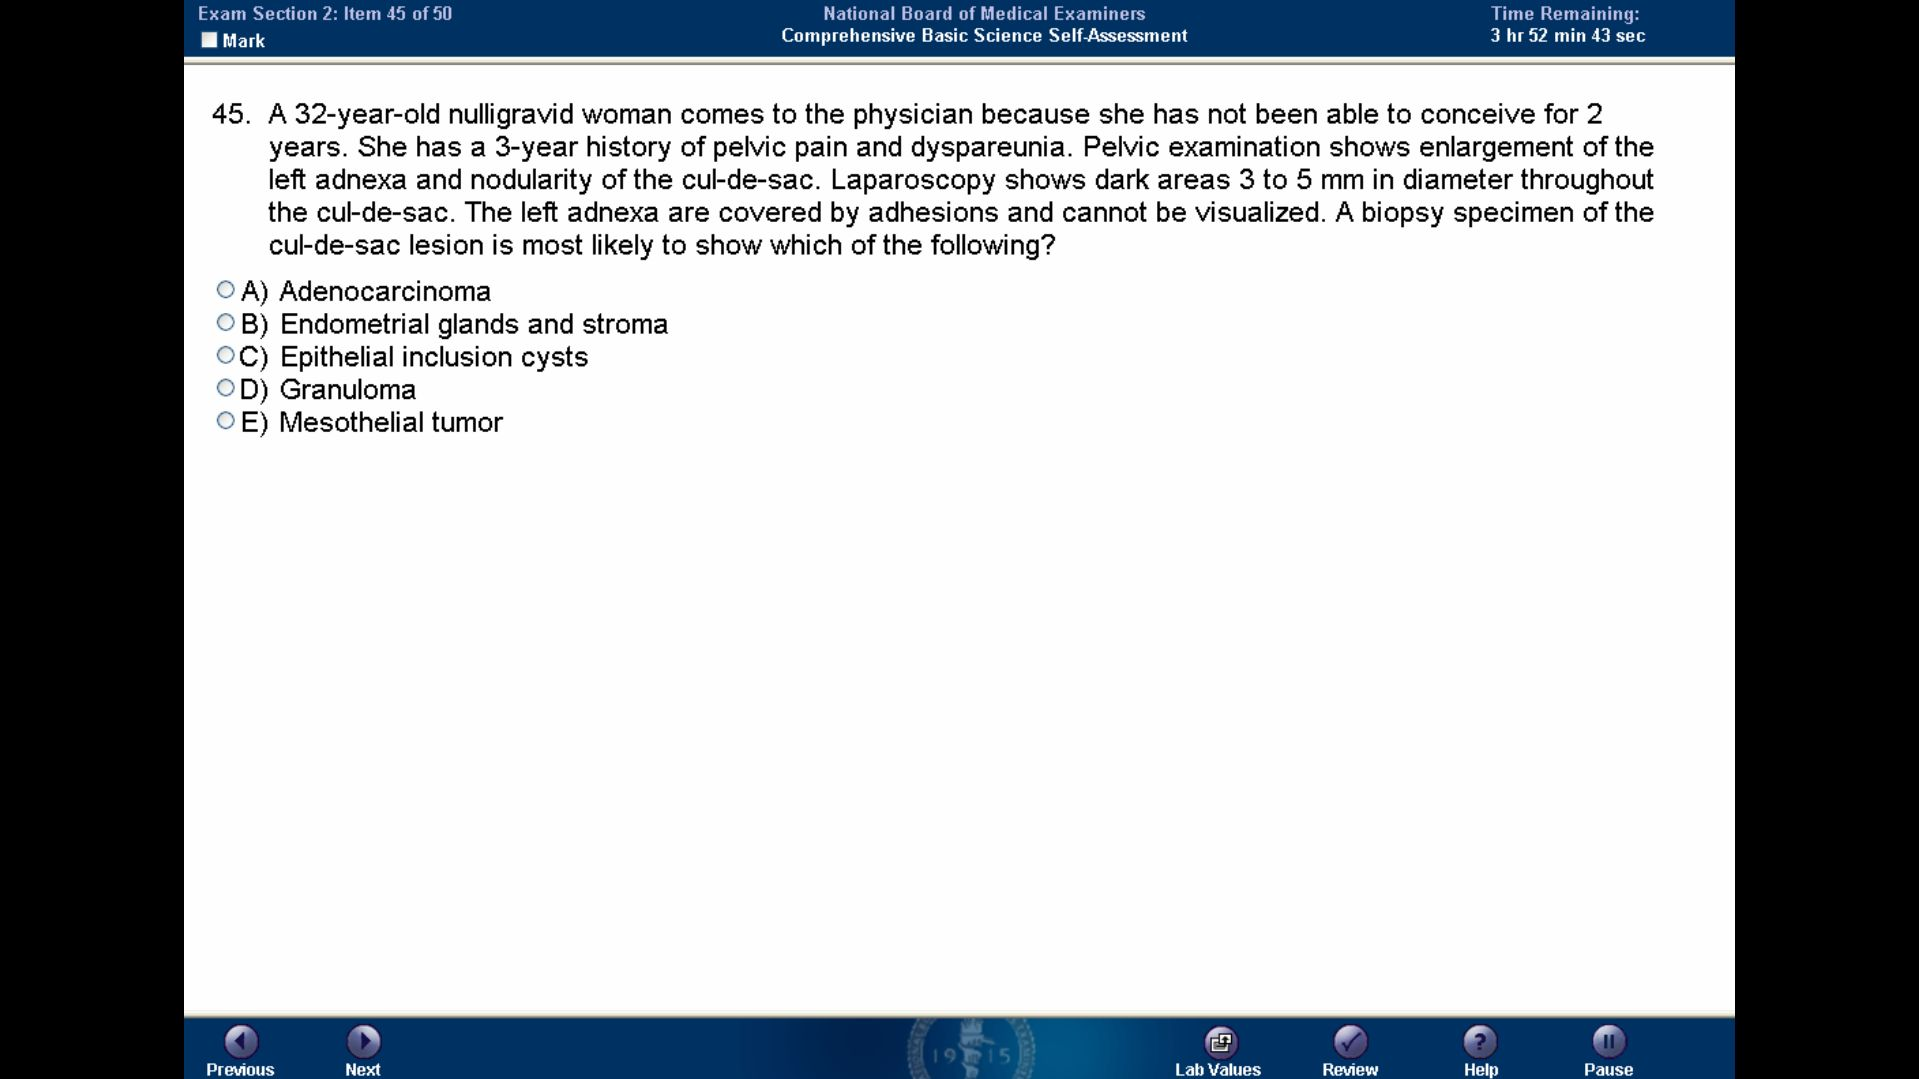 Exam Section 2: Item 45 of 50
National Board of Medical Examiners
Time Remaining:
Mark
Comprehensive Basic Science Self-Assessment
3 hr 52 min 43 sec
45. A 32-year-old nulligravid woman comes to the physician because she has not been able to conceive for 2
years. She has a 3-year history of pelvic pain and dyspareunia. Pelvic examination shows enlargement of the
left adnexa and nodularity of the cul-de-sac. Laparoscopy shows dark areas 3 to 5 mm in diameter throughout
the cul-de-sac. The left adnexa are covered by adhesions and cannot be visualized. A biopsy specimen of the
cul-de-sac lesion is most likely to show which of the following?
A) Adenocarcinoma
B) Endometrial glands and stroma
C) Epithelial inclusion cysts
D) Granuloma
E) Mesothelial tumor
19 15
Previous
Next
Lab Values
Review
Help
Pause